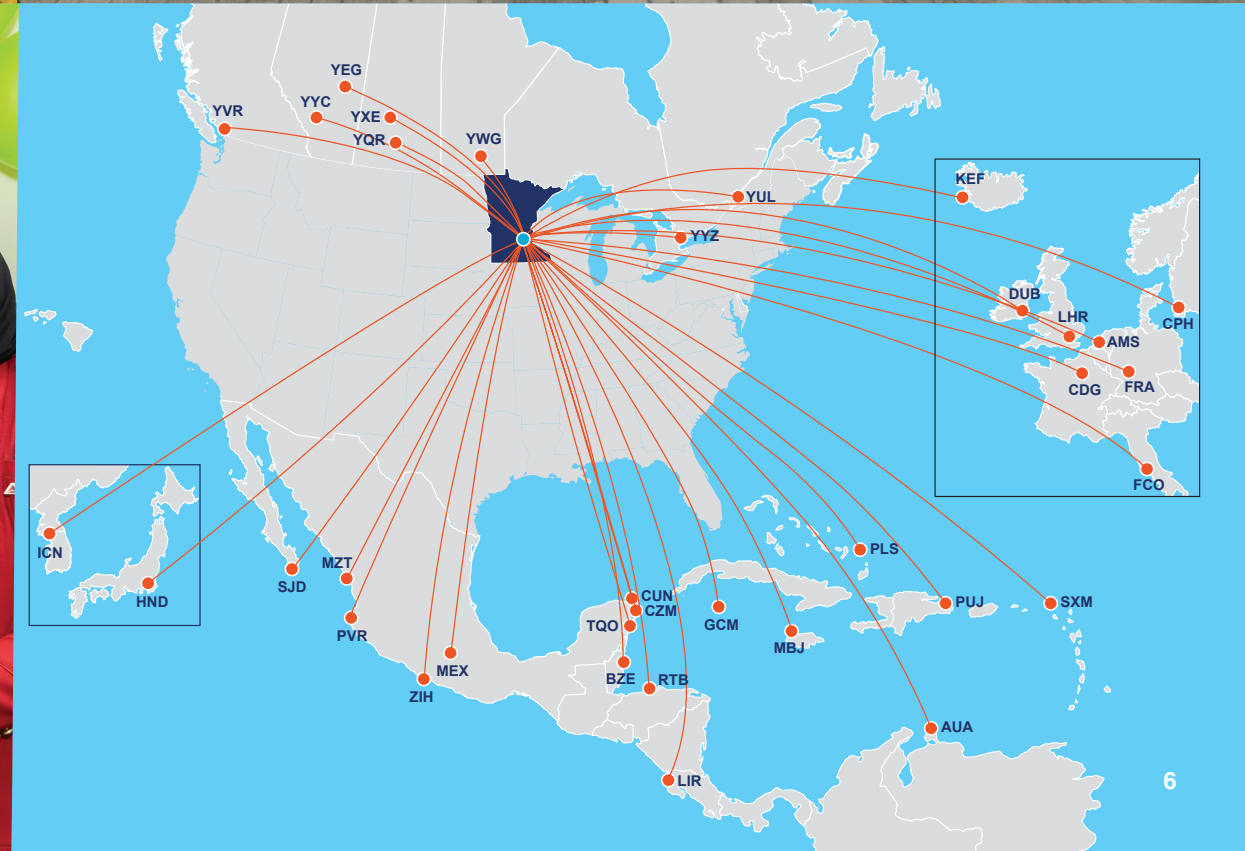 YEG
YYC
YXE
YVR
YQR
YWG
KEF
YUL
YYZ
DUB
LHR
CPH
AMS
CDG
FRA
FCO
ICN
HND
SJD
MZT
PVR
MEX
ZIH
CUN
CZM
TQO
BZE
RTB
GCM
MBJ
PLS
PUJ
SXM
AUA
LIR
6